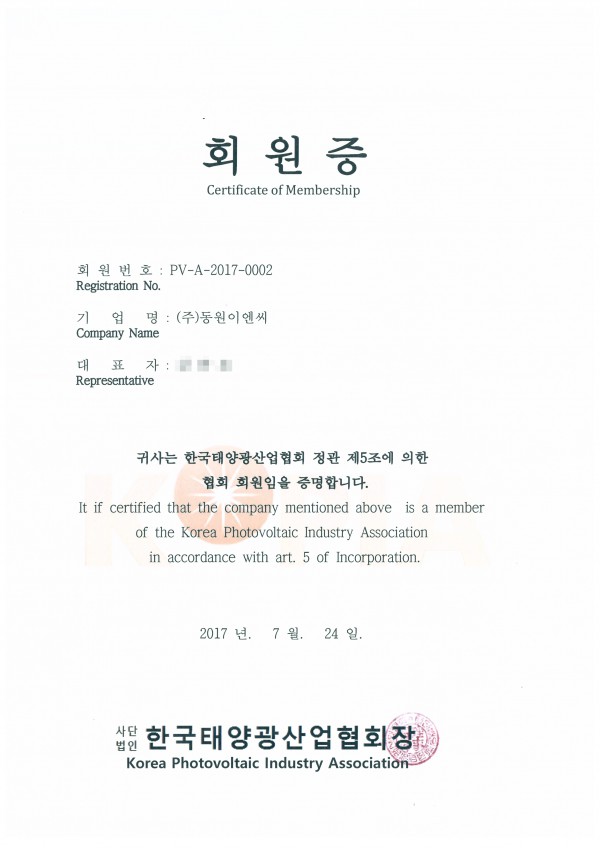 회 원 증
Certificate of Membership
회 원 번 호 : PV-A-2017-0002
Registration No.
기 업 명 : (주)동원이엔씨
Company Name
대 표 자 :
Representative
귀사는 한국태양광산업협회 정관 제5조에 의한
협회 회원임을 증명합니다.
It if certified that the company mentioned above is a member
of the Korea Photovoltaic Industry Association
in accordance with art. 5 of Incorporation.
2017 년. 7 월. 24 일.
사단법인 한국태양광산업협회장
Korea Photovoltaic Industry Association